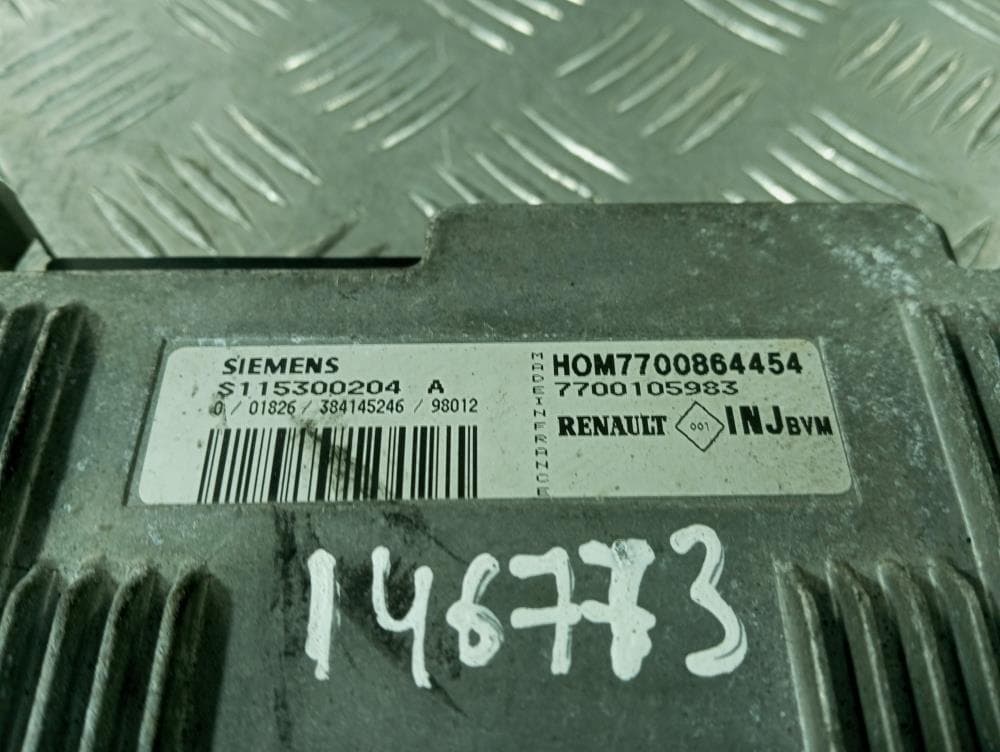 SIEMENS
S115300204 A
0 / 01826 / 384145246 / 98012
MADE IN FRANCE
HOM7700864454
7700105983
RENAULT 001 INJ BVM
146773